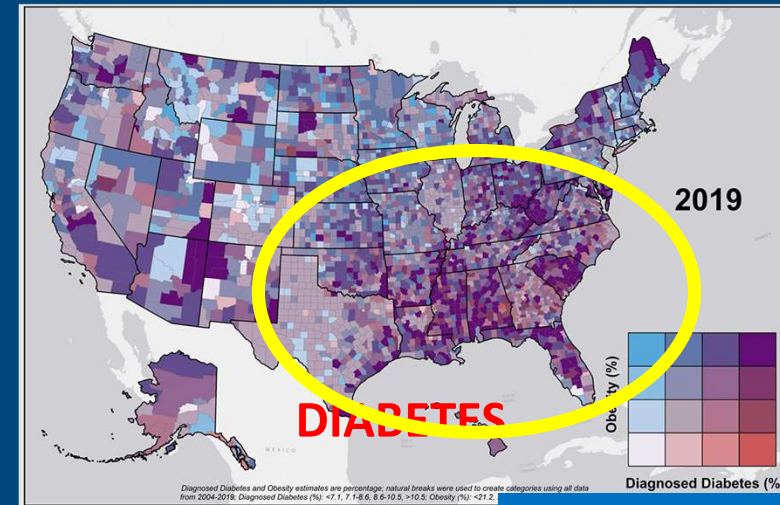 2019
DIABETES
MEXICO
Obesity (%)
Diagnosed Diabetes (%
Diagnosed Diabetes and Obesity estimates are percentage; natural breaks were used to create categories using all data
from 2004-2019; Diagnosed Diabetes (%): <7.1, 7.1-8.6, 8.6-10.5, >10.5; Obesity (%): <21.2,